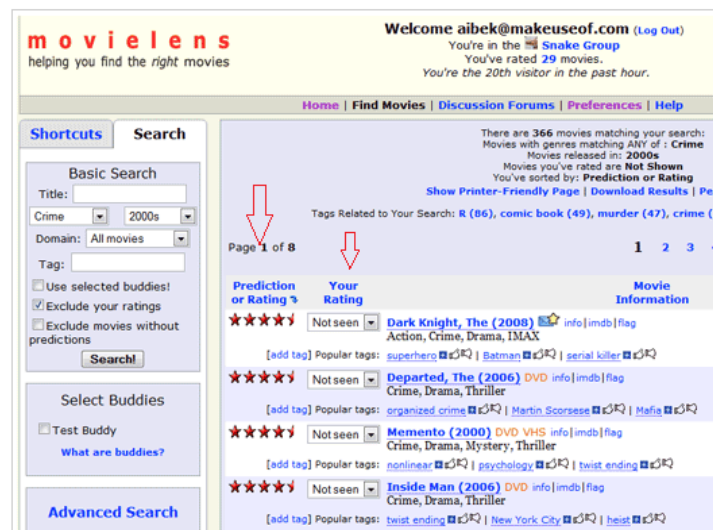 movielens
helping you find the right movies
Welcome aibek@makeuseof.com (Log Out)
You're in the Snake Group
You've rated 29 movies.
You're the 20th visitor in the past hour.
Home | Find Movies | Discussion Forums | Preferences | Help
Shortcuts
Search
Basic Search
Title:
Crime
2000s
Domain: All movies
Tag:
Use selected buddies!
Exclude your ratings
Exclude movies without
predictions
Search!
Select Buddies
Test Buddy
What are buddies?
Advanced Search
There are 366 movies matching your search:
Movies with genres matching ANY of : Crime
Movies released in: 2000s
Movies you've rated are Not Shown
You've sorted by: Prediction or Rating
Show Printer-Friendly Page | Download Results | Pe
Tags Related to Your Search: R (86), comic book (49), murder (47), crime (
Page 1 of 8
1 2 3
Prediction
or Rating
Your
Rating
Movie
Information
Not seen
Dark Knight, The (2008) info|imdb|flag
Action, Crime, Drama, IMAX
[add tag] Popular tags: superhero | Batman | serial killer
Not seen
Departed, The (2006) DVD info|imdb|flag
Crime, Drama, Thriller
[add tag] Popular tags: organized crime | Martin Scorsese | Mafia
Not seen
Memento (2000) DVD VHS info|imdb|flag
Crime, Drama, Mystery, Thriller
[add tag] Popular tags: nonlinear | psychology | twist ending
Not seen
Inside Man (2006) DVD info|imdb|flag
Crime, Drama, Thriller
[add tag] Popular tags: twist ending | New York City | heist